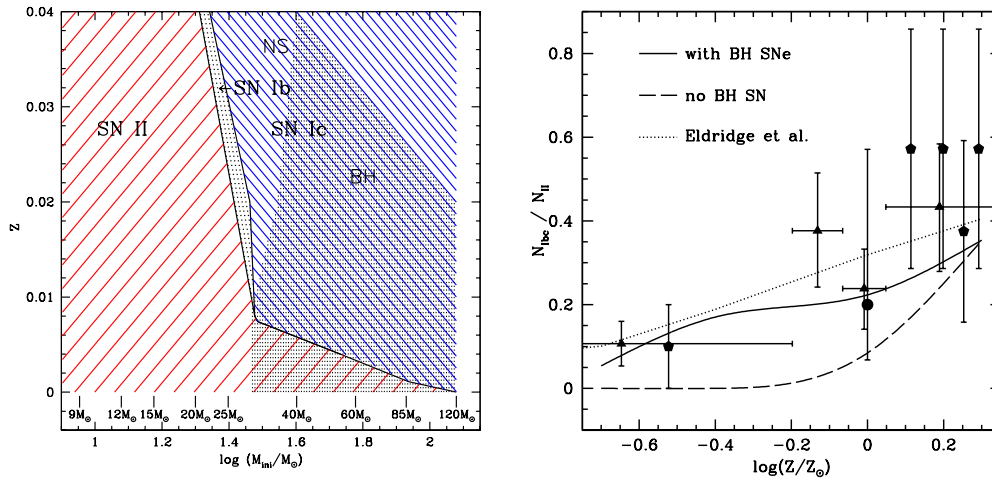 0.04
0.03
0.02
0.01
0
Z
NS
←SN Ib
SN II
SN Ic
BH
9M☉ 12M☉ 15M☉ 20M☉ 25M☉ 40M☉ 60M☉ 85M☉ 120M☉
1 1.2 1.4 1.6 1.8 2
log (M_ini/M☉)
0.8
0.6
0.4
0.2
0
N_Ibc / N_II
with BH SNe
no BH SN
Eldridge et al.
−0.6 −0.4 −0.2 0 0.2
log(Z/Z☉)